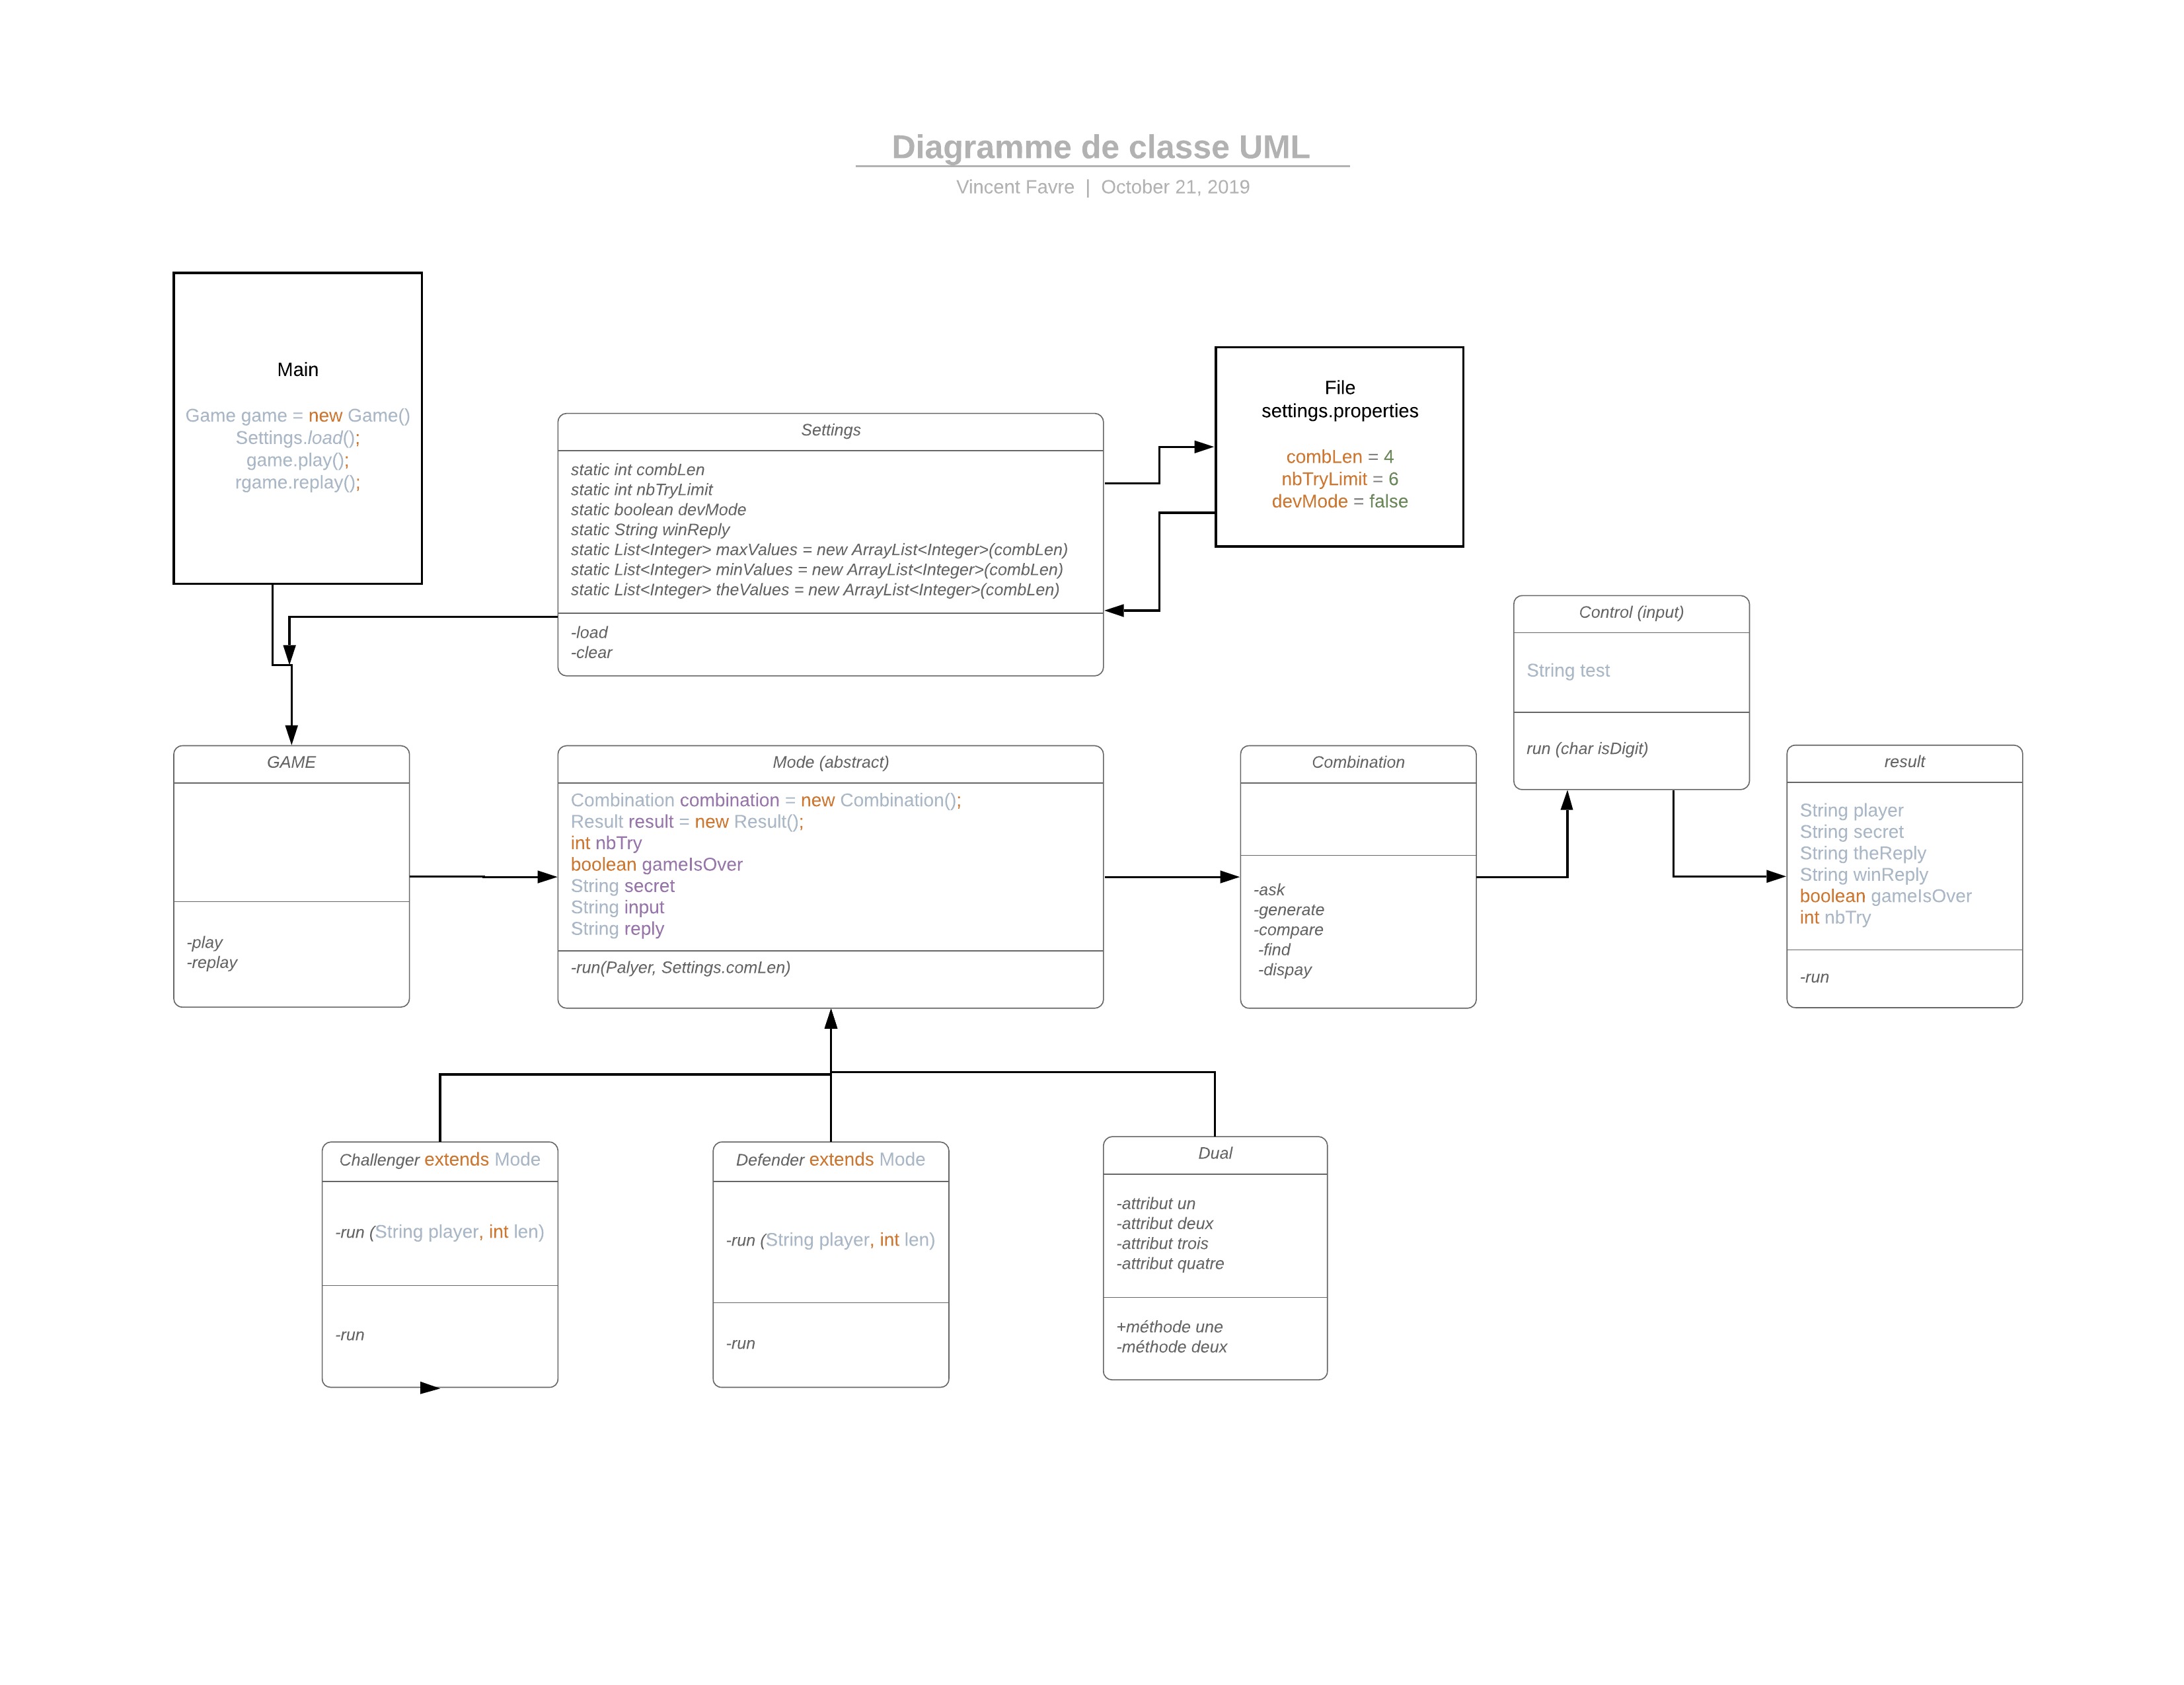 Diagramme de classe UML
Vincent Favre | October 21, 2019
Main
Game game = new Game()
Settings.load();
game.play();
rgame.replay();
File
settings.properties
combLen = 4
nbTryLimit = 6
devMode = false
Settings
static int combLen
static int nbTryLimit
static boolean devMode
static String winReply
static List<Integer> maxValues = new ArrayList<Integer>(combLen)
static List<Integer> minValues = new ArrayList<Integer>(combLen)
static List<Integer> theValues = new ArrayList<Integer>(combLen)
-load
-clear
Control (input)
String test
run (char isDigit)
GAME
-play
-replay
Mode (abstract)
Combination combination = new Combination();
Result result = new Result();
int nbTry
boolean gameIsOver
String secret
String input
String reply
-run(Palyer, Settings.comLen)
Combination
-ask
-generate
-compare
-find
-dispay
result
String player
String secret
String theReply
String winReply
boolean gameIsOver
int nbTry
-run
Challenger extends Mode
-run (String player, int len)
-run
Defender extends Mode
-run (String player, int len)
-run
Dual
-attribut un
-attribut deux
-attribut trois
-attribut quatre
+méthode une
-méthode deux